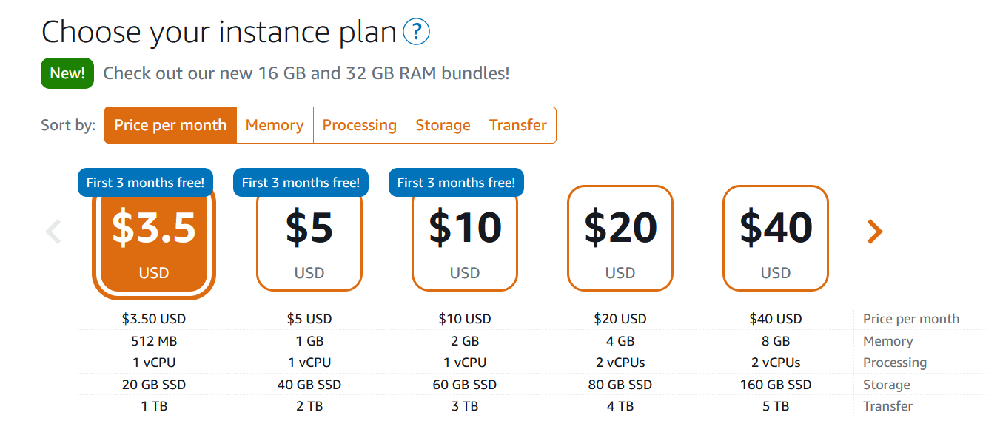 Choose your instance plan ?
New! Check out our new 16 GB and 32 GB RAM bundles!
Sort by: Price per month Memory Processing Storage Transfer
First 3 months free! First 3 months free! First 3 months free!
$3.5 $5 $10 $20 $40
USD USD USD USD USD
$3.50 USD $5 USD $10 USD $20 USD $40 USD Price per month
512 MB 1 GB 2 GB 4 GB 8 GB Memory
1 vCPU 1 vCPU 1 vCPU 2 vCPUs 2 vCPUs Processing
20 GB SSD 40 GB SSD 60 GB SSD 80 GB SSD 160 GB SSD Storage
1 TB 2 TB 3 TB 4 TB 5 TB Transfer